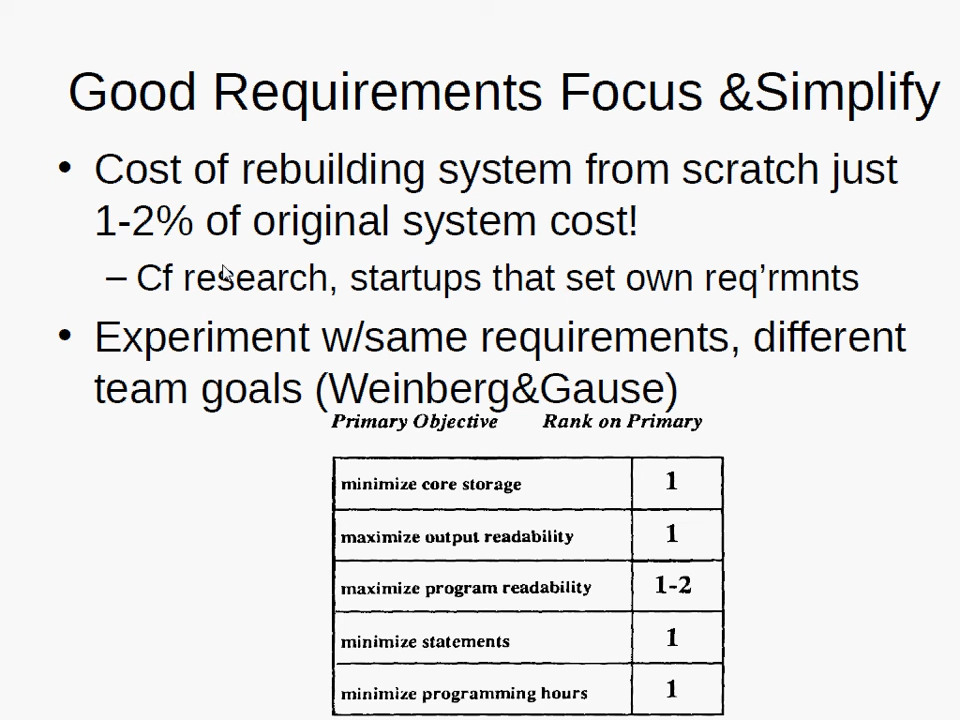 Good Requirements Focus &Simplify
• Cost of rebuilding system from scratch just
1-2% of original system cost!
– Cf research, startups that set own req’rmnts
• Experiment w/same requirements, different
team goals (Weinberg&Gause)
Primary Objective Rank on Primary
minimize core storage 1
maximize output readability 1
maximize program readability 1-2
minimize statements 1
minimize programming hours 1